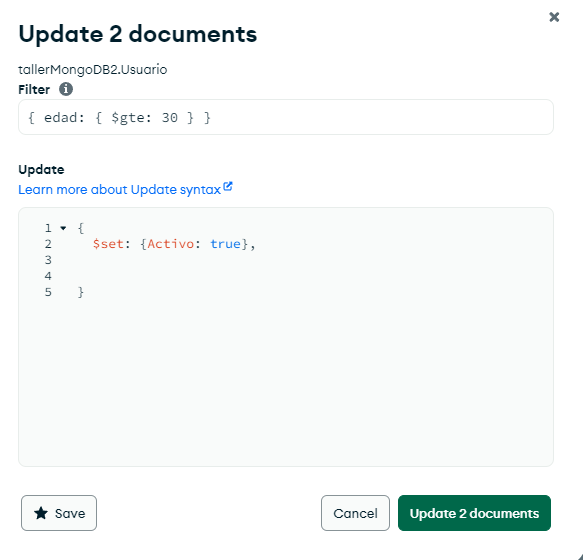 Update 2 documents
tallerMongoDB2.Usuario
Filter
{ edad: { $gte: 30 } }
Update
Learn more about Update syntax
1 {
2 $set: {Activo: true},
3
4
5 }
Save
Cancel
Update 2 documents